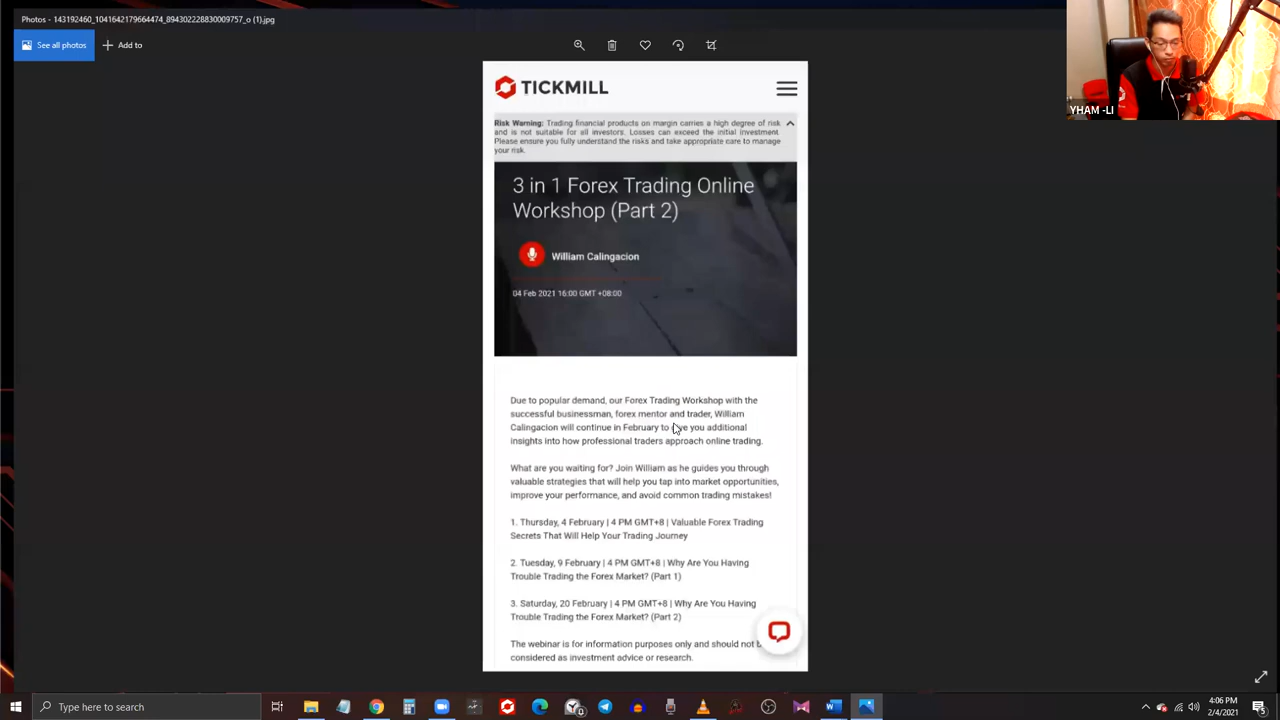 Photos - 143192460_1041642179664474_894302228830009757_o (1).jpg
See all photos
Add to
YHAM -LI
TICKMILL
Risk Warning: Trading financial products on margin carries a high degree of risk
and is not suitable for all investors. Losses can exceed the initial investment.
Please ensure you fully understand the risks and take appropriate care to manage
your risk.
3 in 1 Forex Trading Online
Workshop (Part 2)
William Calingacion
04 Feb 2021 16:00 GMT +08:00
Due to popular demand, our Forex Trading Workshop with the
successful businessman, forex mentor and trader, William
Calingacion will continue in February to give you additional
insights into how professional traders approach online trading.
What are you waiting for? Join William as he guides you through
valuable strategies that will help you tap into market opportunities,
improve your performance, and avoid common trading mistakes!
1. Thursday, 4 February | 4 PM GMT+8 | Valuable Forex Trading
Secrets That Will Help Your Trading Journey
2. Tuesday, 9 February | 4 PM GMT+8 | Why Are You Having
Trouble Trading the Forex Market? (Part 1)
3. Saturday, 20 February | 4 PM GMT+8 | Why Are You Having
Trouble Trading the Forex Market? (Part 2)
The webinar is for information purposes only and should not be
considered as investment advice or research.
Type here to search
4:06 PM
2/4/2021